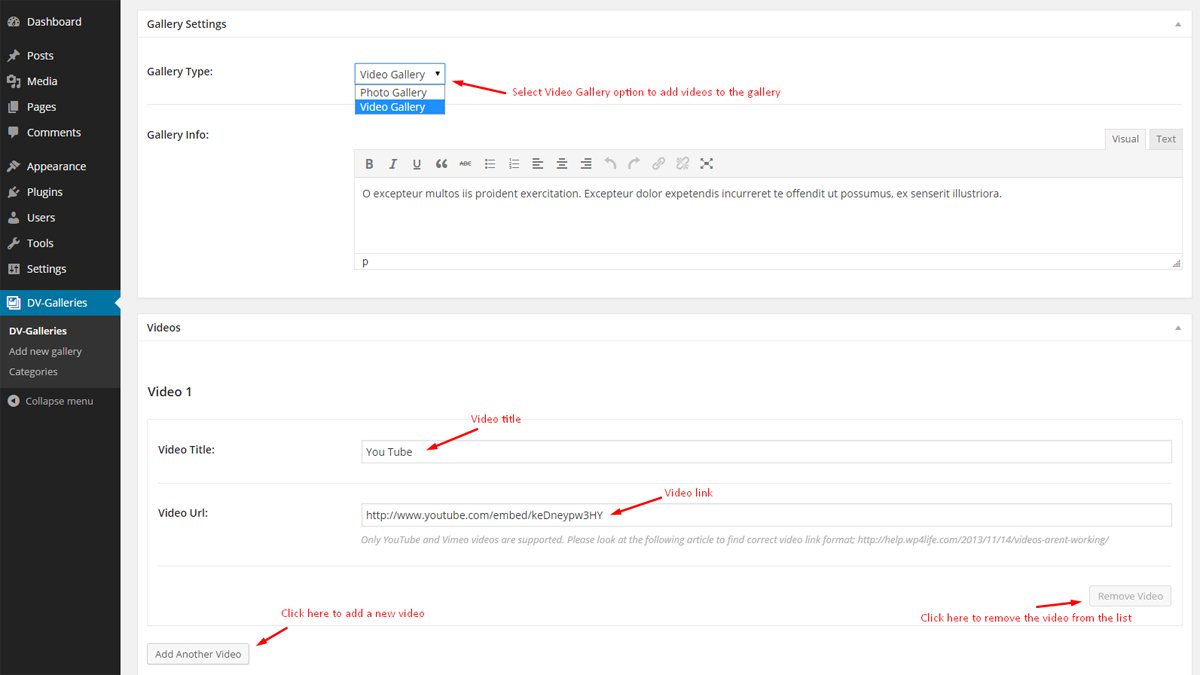 Dashboard
Posts
Media
Pages
Comments
Appearance
Plugins
Users
Tools
Settings
DV-Galleries
DV-Galleries
Add new gallery
Categories
Collapse menu
Gallery Settings
Gallery Type:
Video Gallery
Photo Gallery
Video Gallery
Select Video Gallery option to add videos to the gallery
Gallery Info:
Visual Text
B I U ABC
O excepteur multos iis proident exercitation. Excepteur dolor expetendis incurreret te offendit ut possumus, ex senserit illustriora.
p
Videos
Video 1
Video title
Video Title:
You Tube
Video link
Video Url:
http://www.youtube.com/embed/keDneypw3HY
Only YouTube and Vimeo videos are supported. Please look at the following article to find correct video link format; http://help.wp4life.com/2013/11/14/videos-arent-working/
Remove Video
Click here to add a new video
Click here to remove the video from the list
Add Another Video